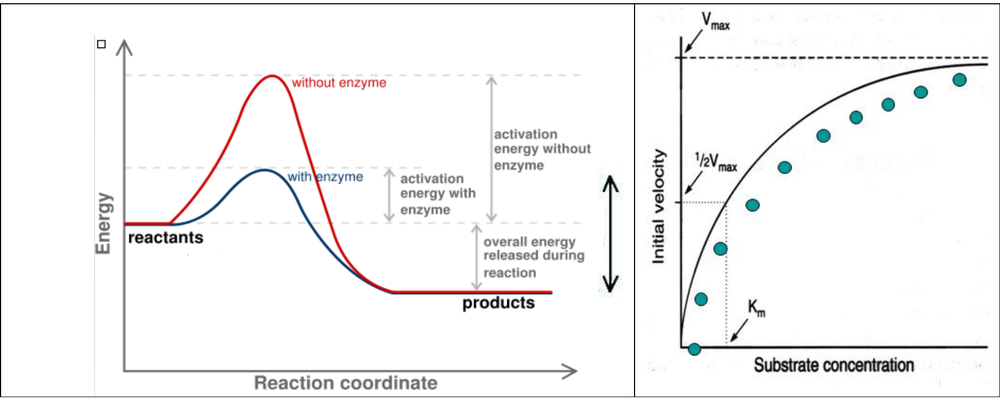 without enzyme
with enzyme
activation
energy without
enzyme
activation
energy with
enzyme
Energy
reactants
overall energy
released during
reaction
products
Reaction coordinate
Vmax
1/2Vmax
Initial velocity
Km
Substrate concentration